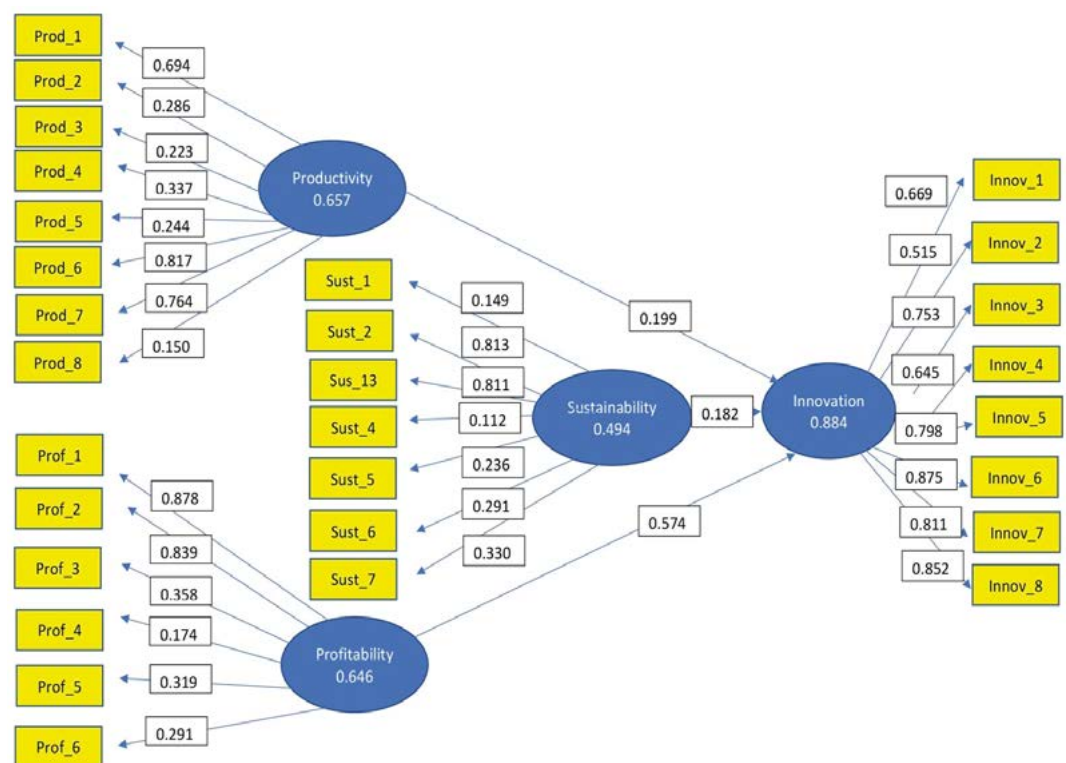 Prod_1
Prod_2
Prod_3
Prod_4
Prod_5
Prod_6
Prod_7
Prod_8
0.694
0.286
0.223
0.337
0.244
0.817
0.764
0.150
Productivity
0.657
0.199
Sust_1
Sust_2
Sus_13
Sust_4
Sust_5
Sust_6
Sust_7
0.149
0.813
0.811
0.112
0.236
0.291
0.330
Sustainability
0.494
0.182
Prof_1
Prof_2
Prof_3
Prof_4
Prof_5
Prof_6
0.878
0.839
0.358
0.174
0.319
0.291
Profitability
0.646
0.574
Innovation
0.884
0.669
0.515
0.753
0.645
0.798
0.875
0.811
0.852
Innov_1
Innov_2
Innov_3
Innov_4
Innov_5
Innov_6
Innov_7
Innov_8